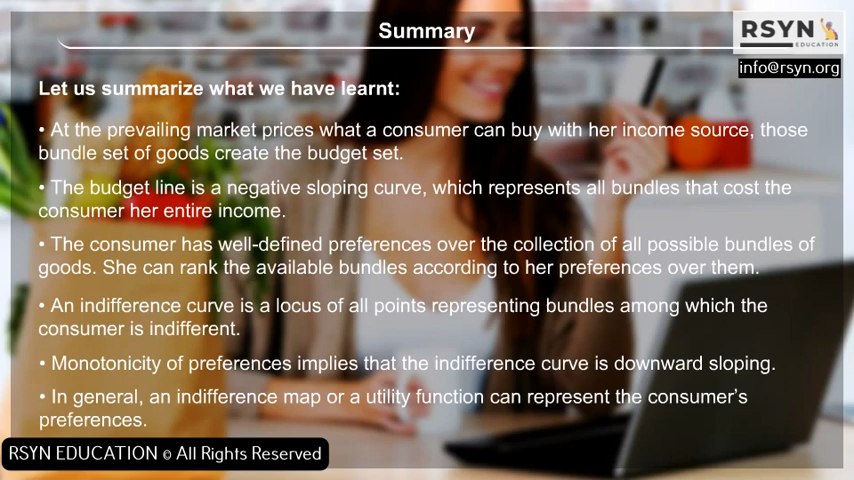 Summary
RSYN
EDUCATION
info@rsyn.org
Let us summarize what we have learnt:
• At the prevailing market prices what a consumer can buy with her income source, those
bundle set of goods create the budget set.
• The budget line is a negative sloping curve, which represents all bundles that cost the
consumer her entire income.
• The consumer has well-defined preferences over the collection of all possible bundles of
goods. She can rank the available bundles according to her preferences over them.
• An indifference curve is a locus of all points representing bundles among which the
consumer is indifferent.
• Monotonicity of preferences implies that the indifference curve is downward sloping.
• In general, an indifference map or a utility function can represent the consumer's
preferences.
RSYN EDUCATION © All Rights Reserved